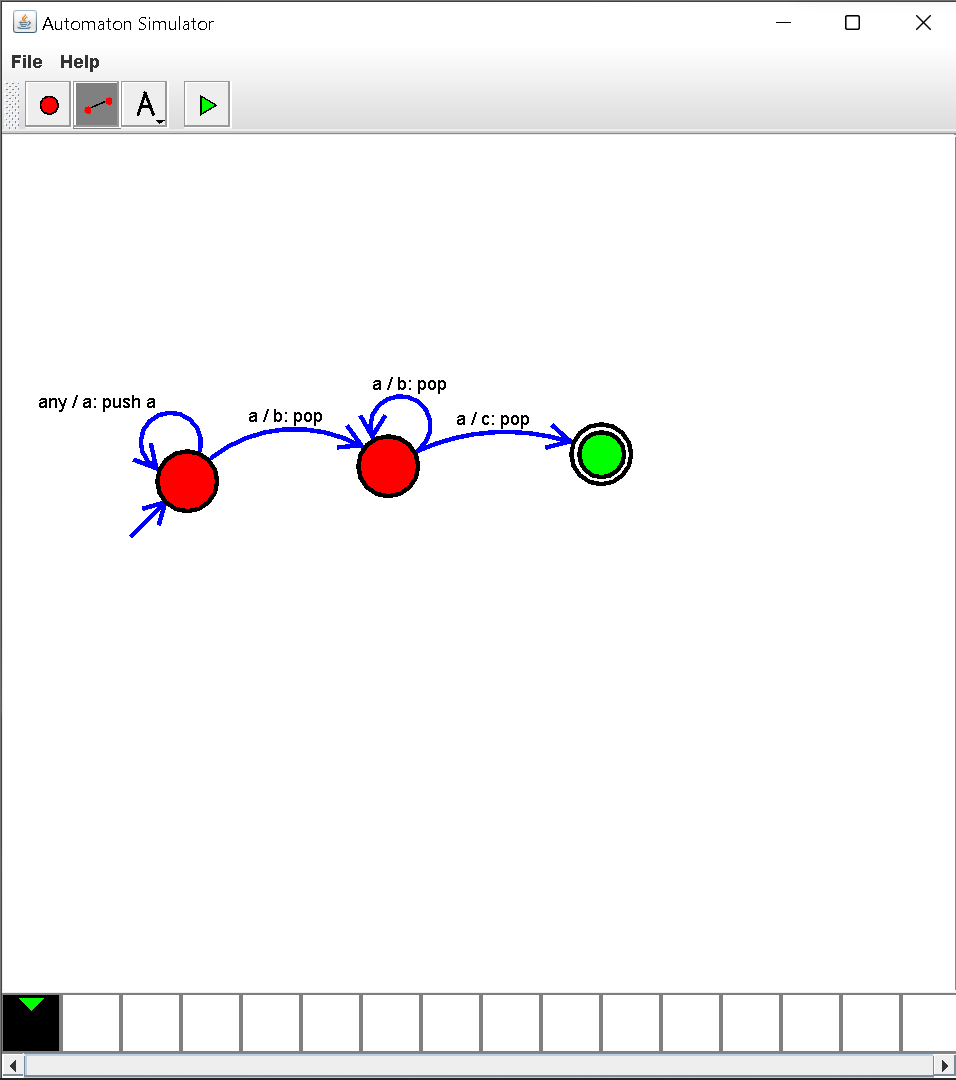 Automaton Simulator
File Help
A
any / a: push a
a / b: pop
a / b: pop
a / c: pop